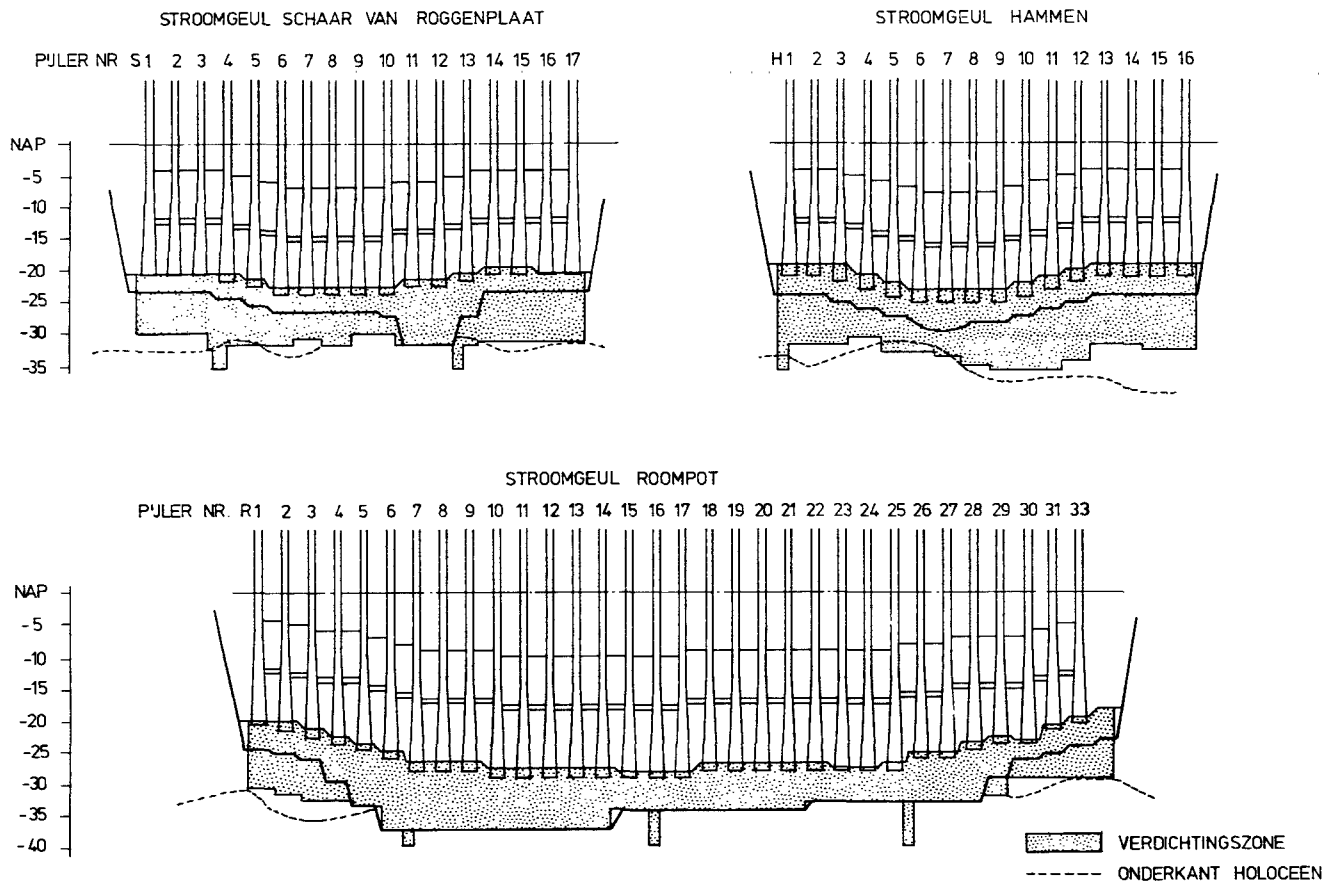 STROOMGEUL SCHAAR VAN ROGGENPLAAT
PIJLER NR S1 2 3 4 5 6 7 8 9 10 11 12 13 14 15 16 17
NAP
-5
-10
-15
-20
-25
-30
-35
STROOMGEUL HAMMEN
H1 2 3 4 5 6 7 8 9 10 11 12 13 14 15 16
STROOMGEUL ROOMPOT
PIJLER NR. R1 2 3 4 5 6 7 8 9 10 11 12 13 14 15 16 17 18 19 20 21 22 23 24 25 26 27 28 29 30 31 33
NAP
-5
-10
-15
-20
-25
-30
-35
-40
VERDICHTINGSZONE
ONDERKANT HOLOCEEN